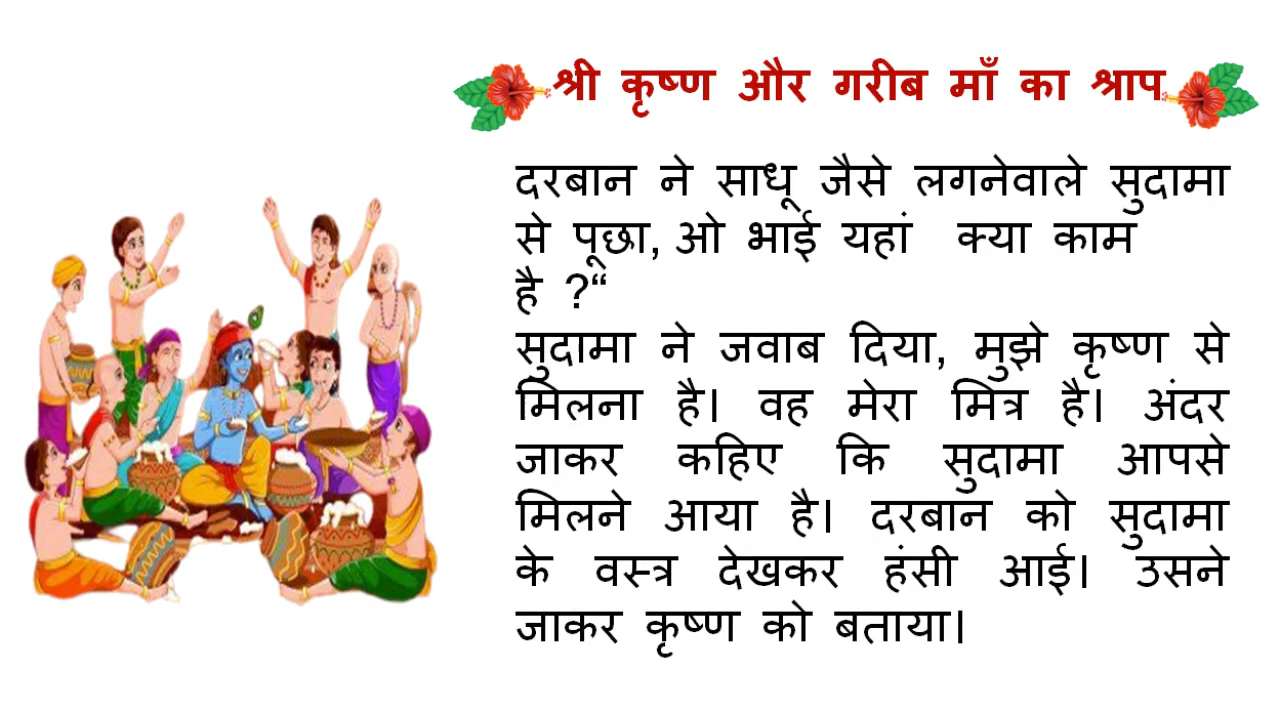 श्री कृष्ण और गरीब माँ का श्राप
दरबान ने साधू जैसे लगनेवाले सुदामा
से पूछा, ओ भाई यहां क्या काम
है ?“
सुदामा ने जवाब दिया, मुझे कृष्ण से
मिलना है। वह मेरा मित्र है। अंदर
जाकर कहिए कि सुदामा आपसे
मिलने आया है। दरबान को सुदामा
के वस्त्र देखकर हंसी आई। उसने
जाकर कृष्ण को बताया।